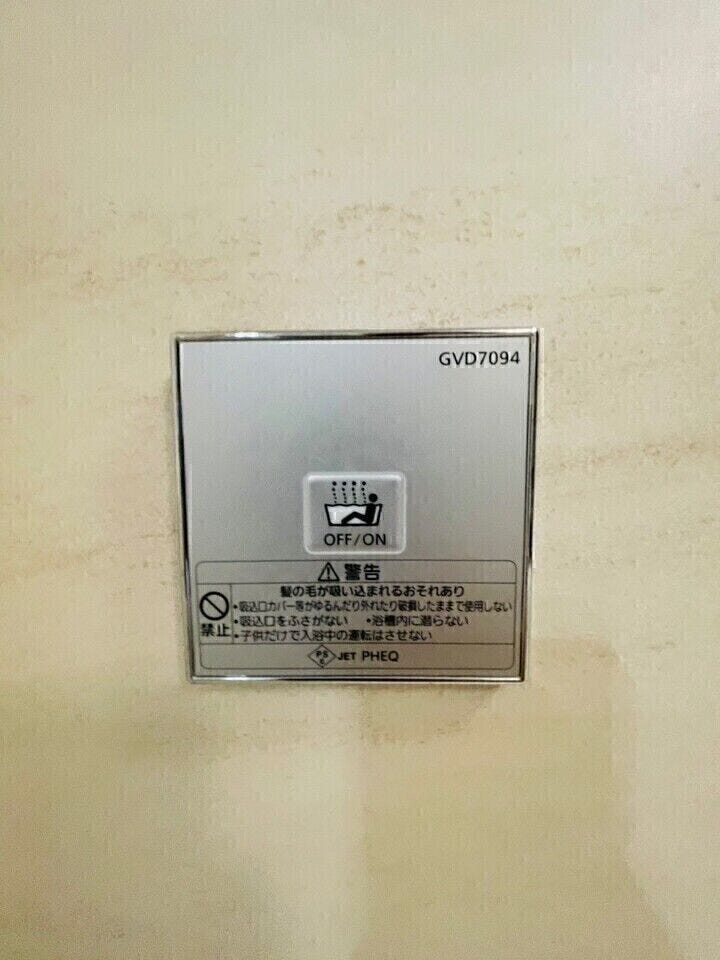 GVD7094
OFF/ON
警告
髪の毛が吸い込まれるおそれあり
禁止
・吸込口カバー等がゆるんだり外れたり破損したままで使用しない
・吸込口をふさがない ・浴槽内に潜らない
・子供だけで入浴中の運転はさせない
PS E JET PHEQ